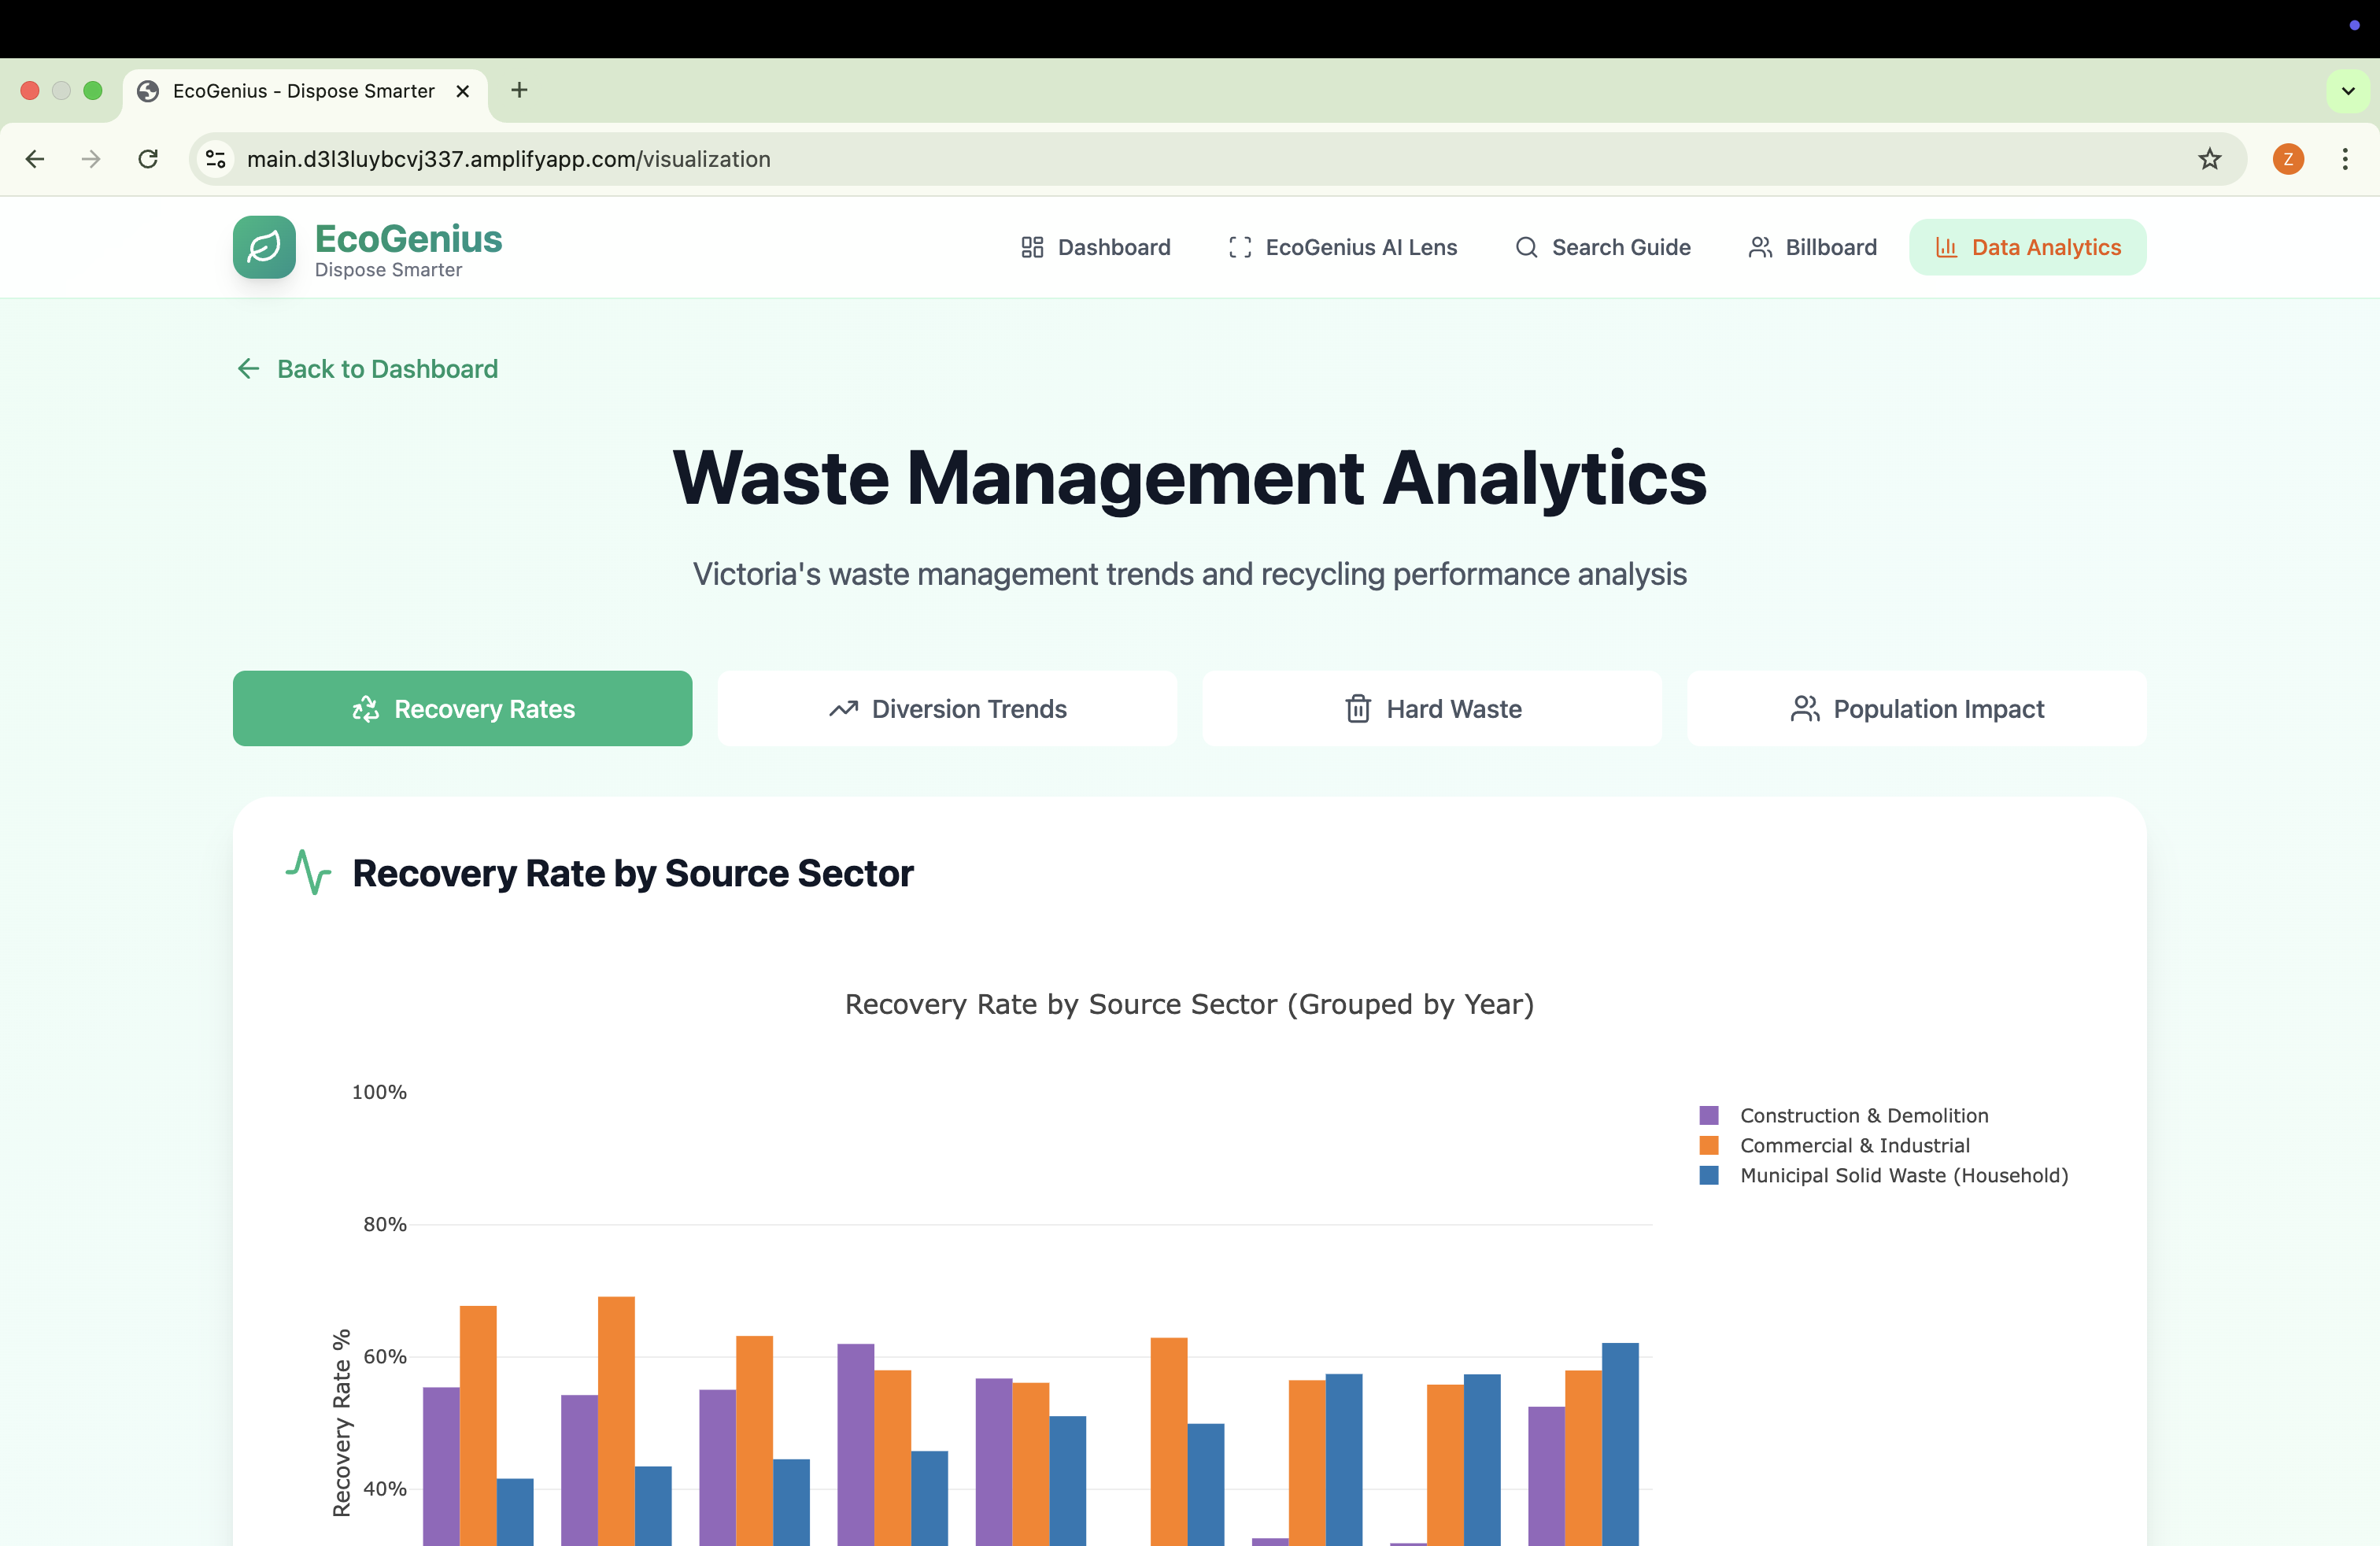 EcoGenius - Dispose Smarter
main.d3l3luybcvj337.amplifyapp.com/visualization
Z
EcoGenius
Dispose Smarter
Dashboard
EcoGenius AI Lens
Search Guide
Billboard
Data Analytics
Back to Dashboard
Waste Management Analytics
Victoria's waste management trends and recycling performance analysis
Recovery Rates
Diversion Trends
Hard Waste
Population Impact
Recovery Rate by Source Sector
Recovery Rate by Source Sector (Grouped by Year)
100%
80%
60%
40%
Recovery Rate %
Construction & Demolition
Commercial & Industrial
Municipal Solid Waste (Household)